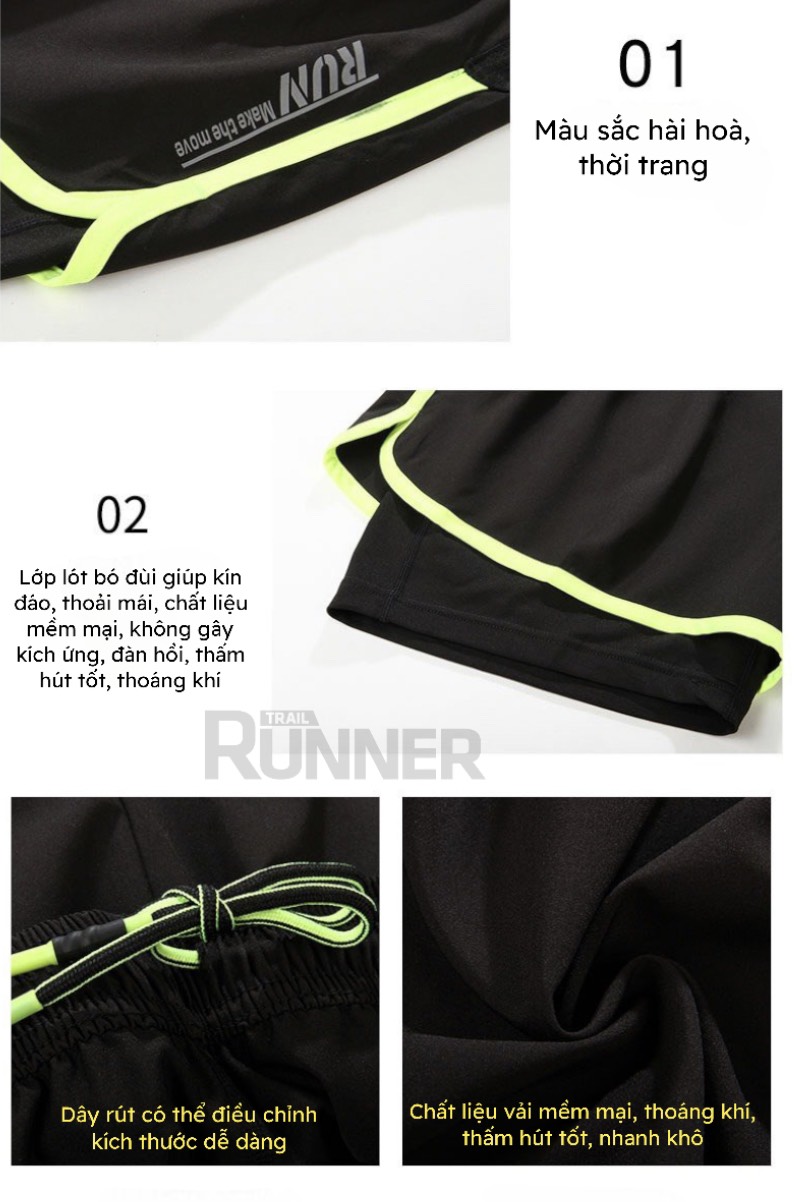 RUN
Make the move
01
Màu sắc hài hoà,
thời trang
02
Lớp lót bó đùi giúp kín
đáo, thoải mái, chất liệu
mềm mại, không gây
kích ứng, đàn hồi, thấm
hút tốt, thoáng khí
TRAIL
RUNNER
Dây rút có thể điều chỉnh
kích thước dễ dàng
Chất liệu vải mềm mại, thoáng khí,
thấm hút tốt, nhanh khô